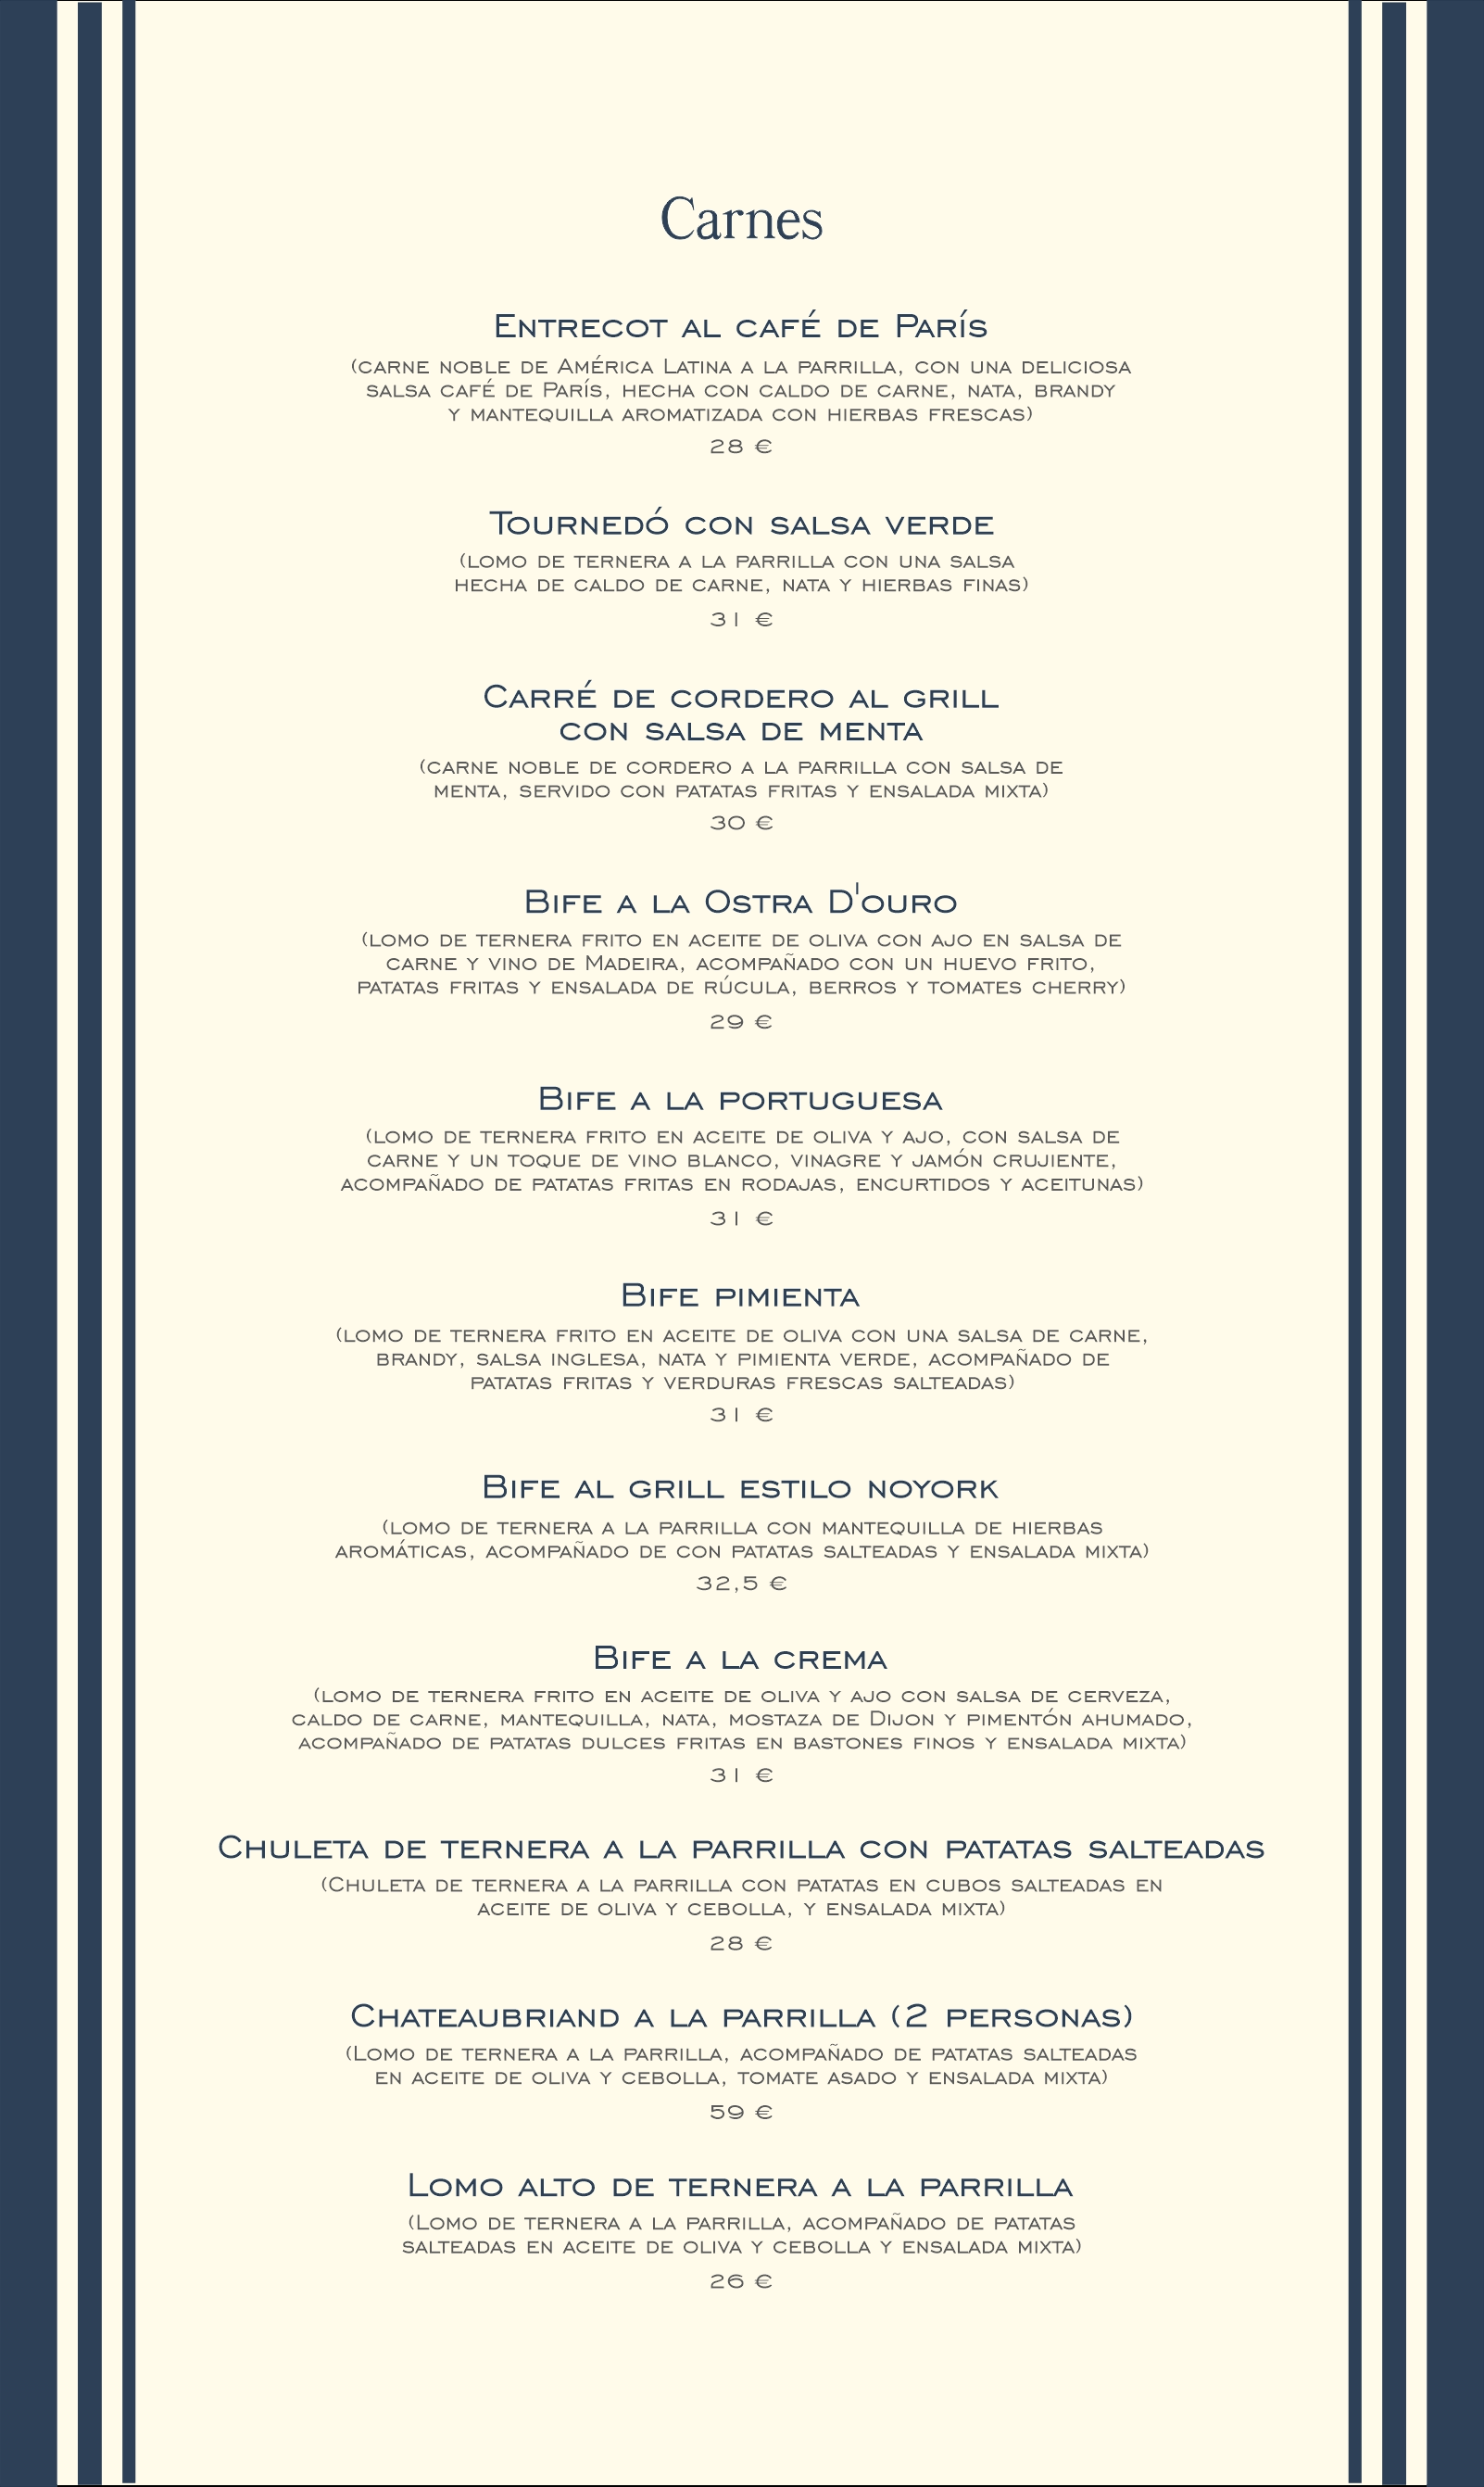 Carnes
Entrecot al café de París
(carne noble de América Latina a la parrilla, con una deliciosa
salsa café de París, hecha con caldo de carne, nata, brandy
y mantequilla aromatizada con hierbas frescas)
28 €
Tournedó con salsa verde
(lomo de ternera a la parrilla con una salsa
hecha de caldo de carne, nata y hierbas finas)
31 €
Carré de cordero al grill
con salsa de menta
(carne noble de cordero a la parrilla con salsa de
menta, servido con patatas fritas y ensalada mixta)
30 €
Bife a la Ostra D'ouro
(lomo de ternera frito en aceite de oliva con ajo en salsa de
carne y vino de Madeira, acompañado con un huevo frito,
patatas fritas y ensalada de rúcula, berros y tomates cherry)
29 €
Bife a la portuguesa
(lomo de ternera frito en aceite de oliva y ajo, con salsa de
carne y un toque de vino blanco, vinagre y jamón crujiente,
acompañado de patatas fritas en rodajas, encurtidos y aceitunas)
31 €
Bife pimienta
(lomo de ternera frito en aceite de oliva con una salsa de carne,
brandy, salsa inglesa, nata y pimienta verde, acompañado de
patatas fritas y verduras frescas salteadas)
31 €
Bife al grill estilo noyork
(lomo de ternera a la parrilla con mantequilla de hierbas
aromáticas, acompañado de con patatas salteadas y ensalada mixta)
32,5 €
Bife a la crema
(lomo de ternera frito en aceite de oliva y ajo con salsa de cerveza,
caldo de carne, mantequilla, nata, mostaza de Dijon y pimentón ahumado,
acompañado de patatas dulces fritas en bastones finos y ensalada mixta)
31 €
Chuleta de ternera a la parrilla con patatas salteadas
(Chuleta de ternera a la parrilla con patatas en cubos salteadas en
aceite de oliva y cebolla, y ensalada mixta)
28 €
Chateaubriand a la parrilla (2 personas)
(Lomo de ternera a la parrilla, acompañado de patatas salteadas
en aceite de oliva y cebolla, tomate asado y ensalada mixta)
59 €
Lomo alto de ternera a la parrilla
(Lomo de ternera a la parrilla, acompañado de patatas
salteadas en aceite de oliva y cebolla y ensalada mixta)
26 €